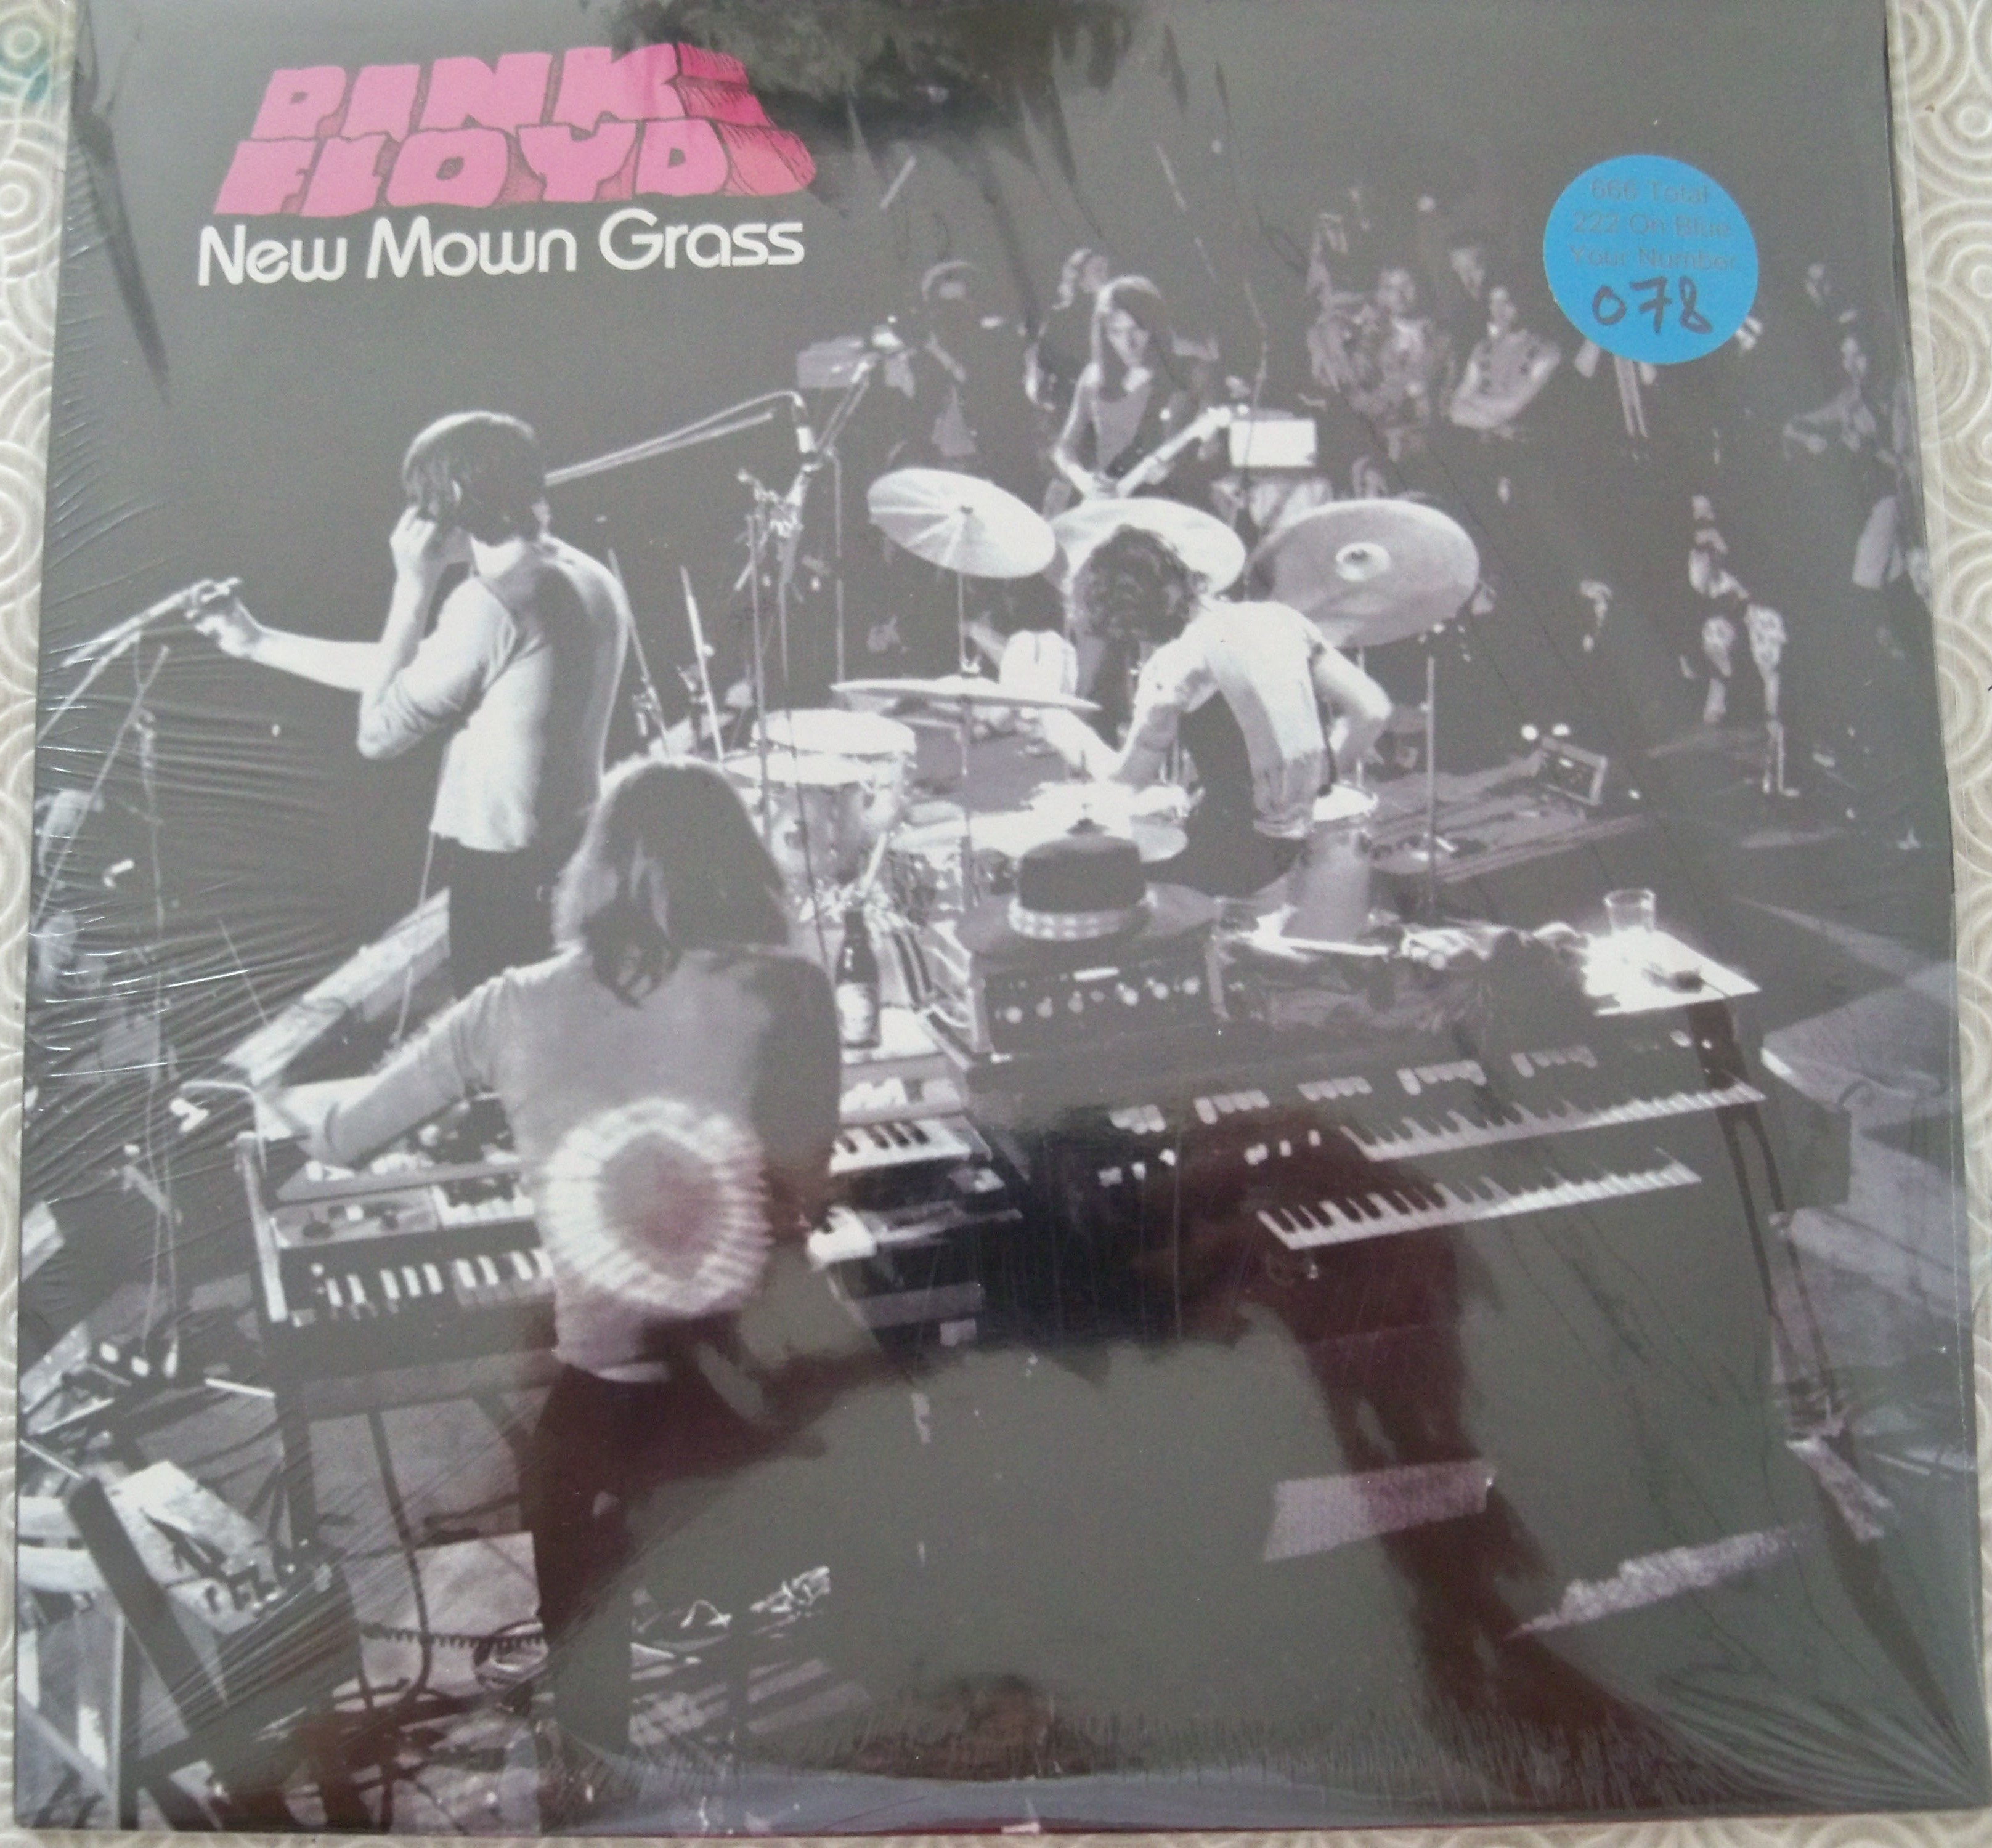 PINK
FLOYD
New Mown Grass
666 Total
222 On Blue
Your Number
078